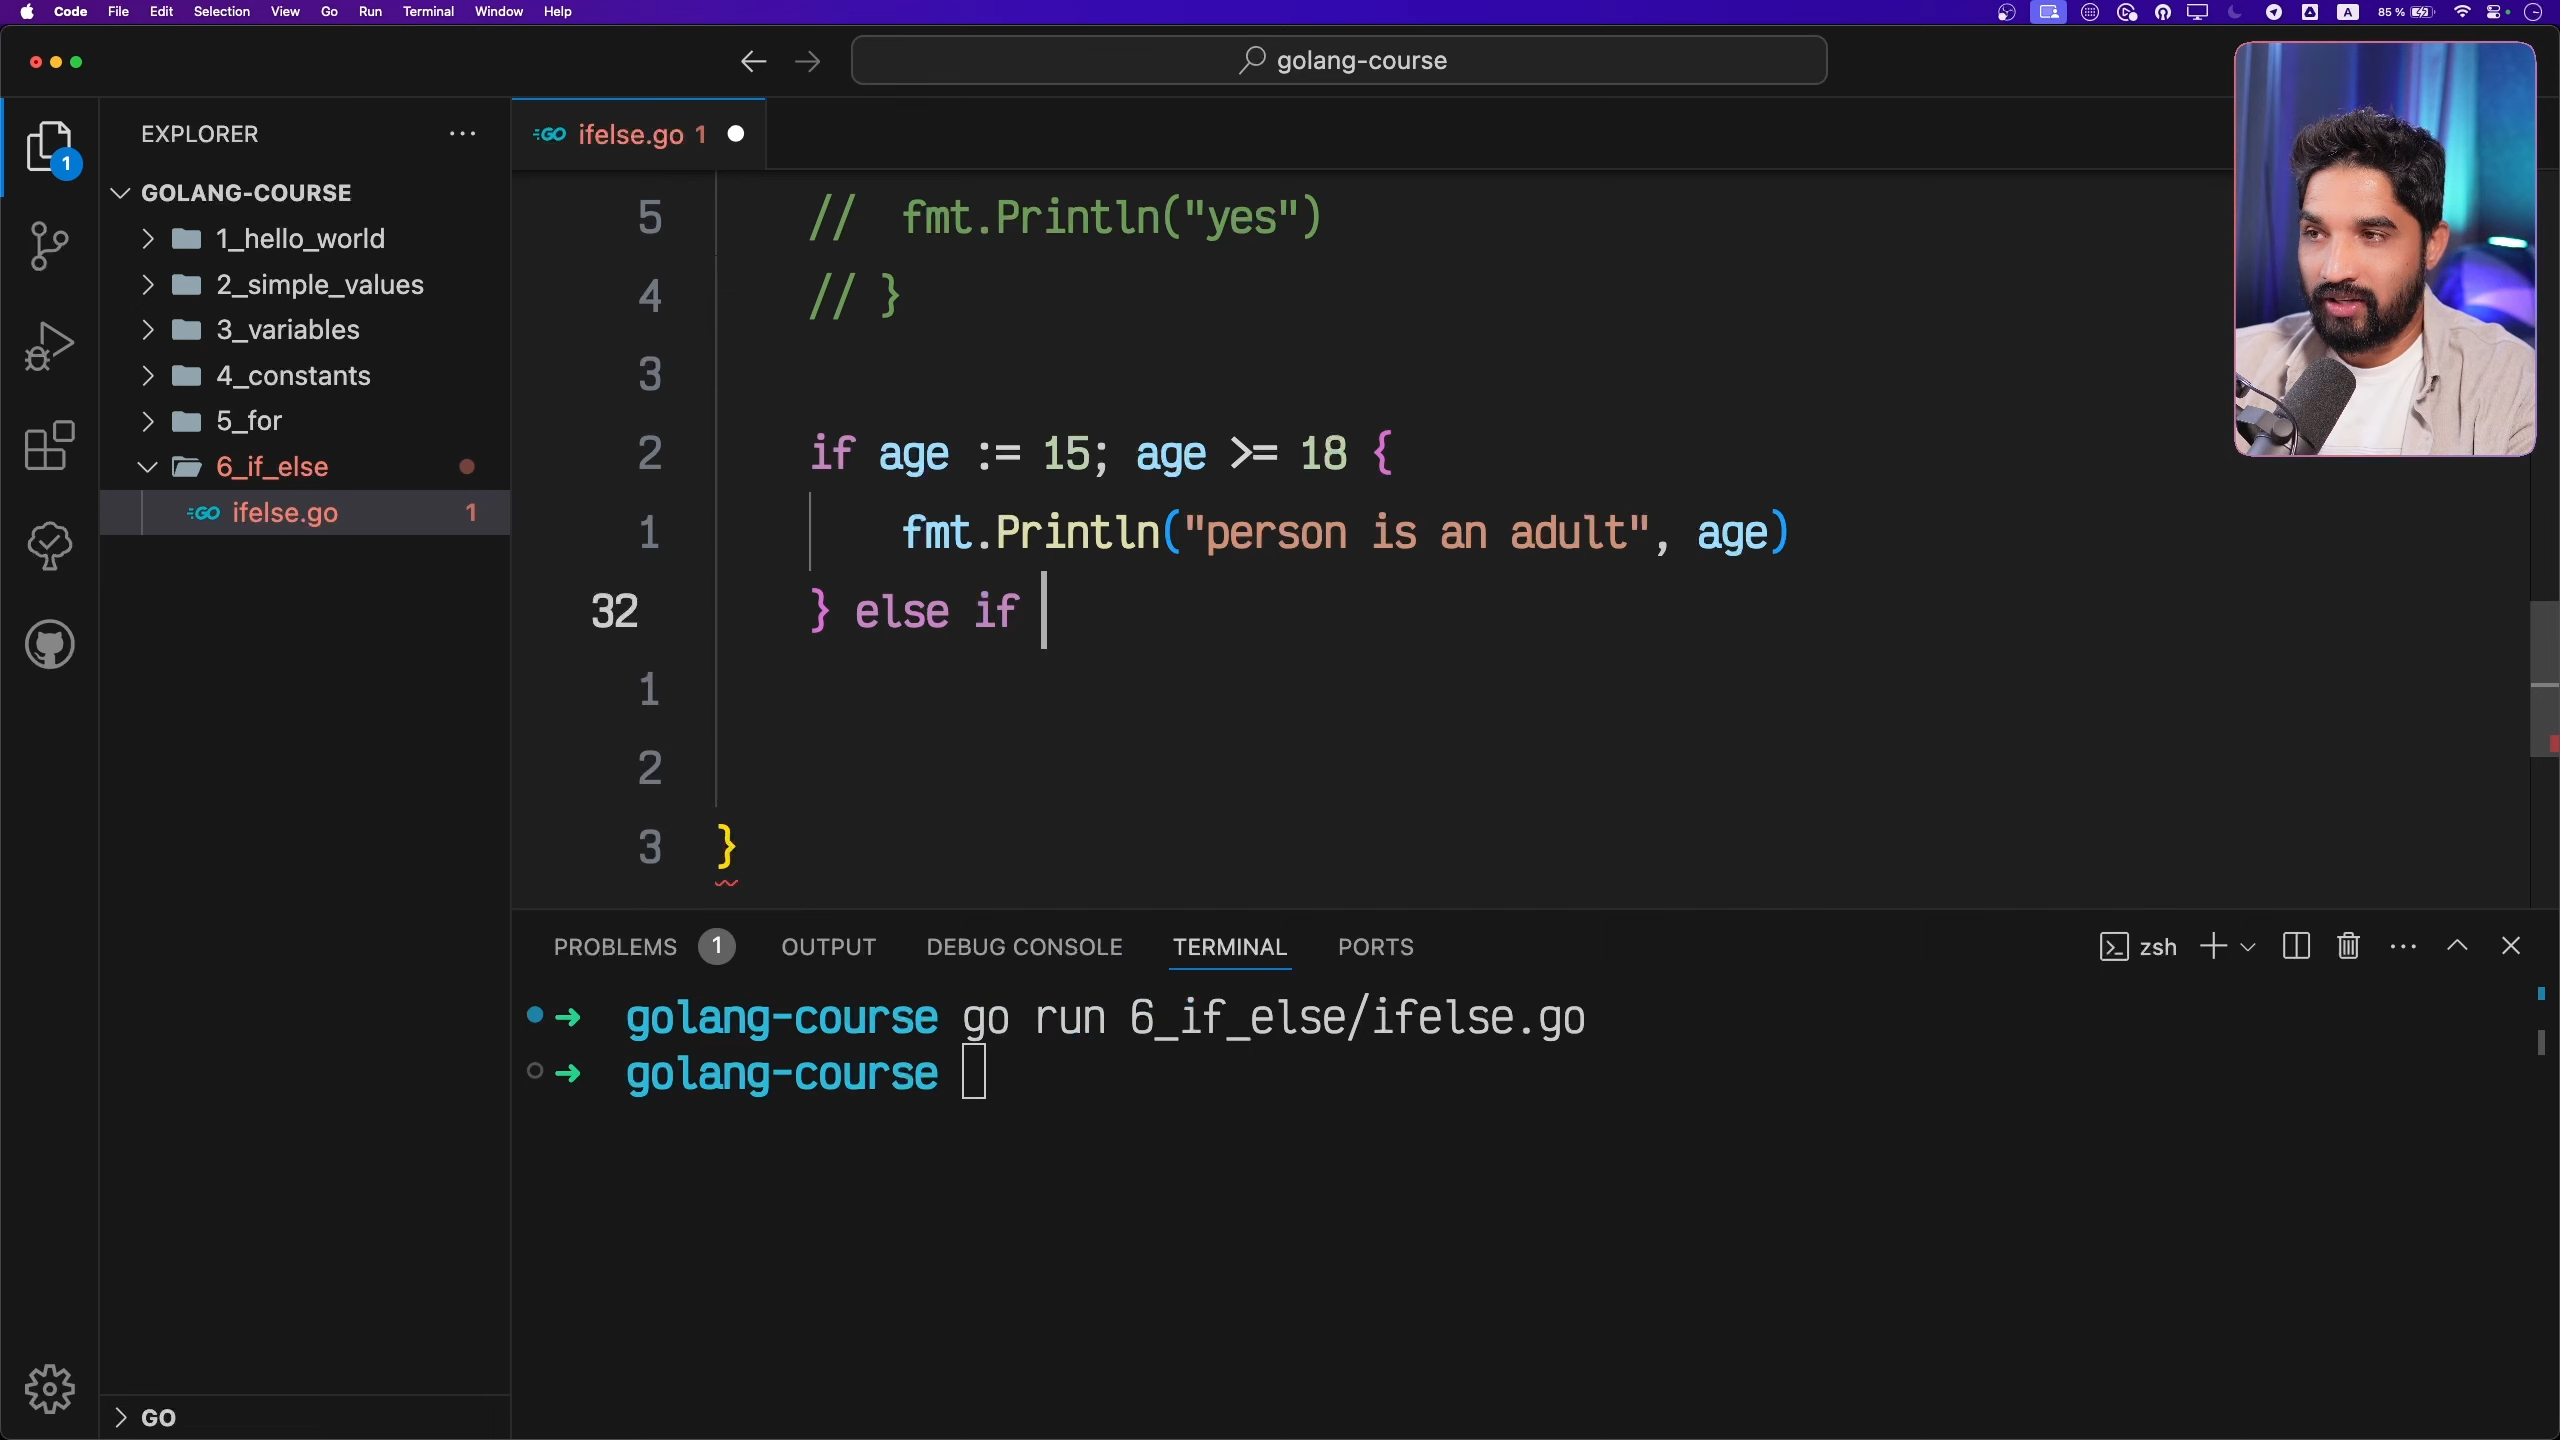 Code File Edit Selection View Go Run Terminal Window Help
A 85 %
golang-course
EXPLORER
GOLANG-COURSE
1_hello_world
2_simple_values
3_variables
4_constants
5_for
6_if_else
GO ifelse.go 1
GO
1
GO ifelse.go 1
5 // fmt.Println("yes")
4 // }
3
2 if age := 15; age >= 18 {
1 fmt.Println("person is an adult", age)
32 } else if
1
2
3 }
PROBLEMS 1 OUTPUT DEBUG CONSOLE TERMINAL PORTS
zsh
golang-course go run 6_if_else/ifelse.go
golang-course